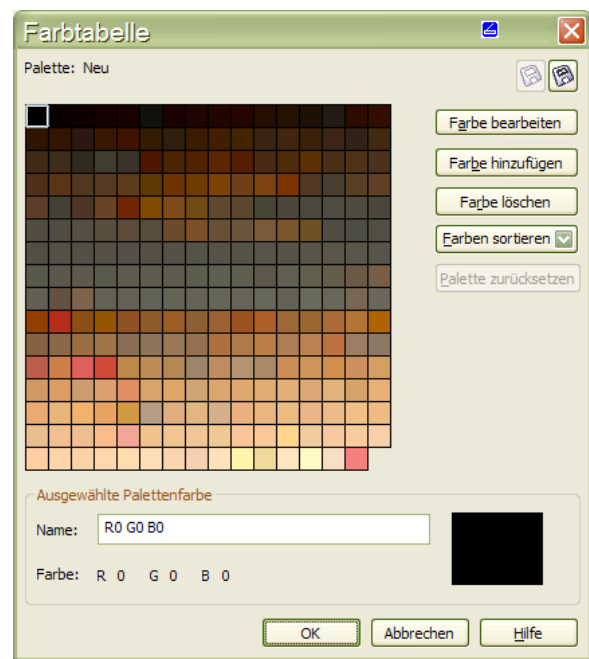 Farbtabelle
Palette: Neu
Farbe bearbeiten
Farbe hinzufügen
Farbe löschen
Farben sortieren
Palette zurücksetzen
Ausgewählte Palettenfarbe
Name: R0 G0 B0
Farbe: R 0 G 0 B 0
OK Abbrechen Hilfe